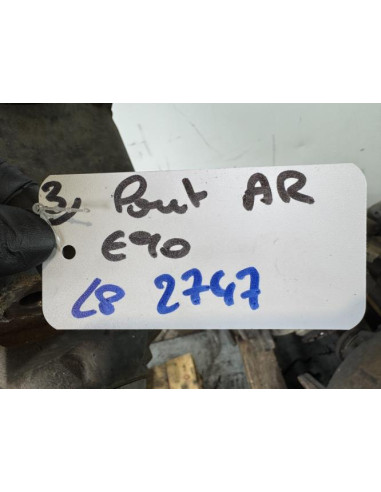 3, Pont AR
E90
L8 2747